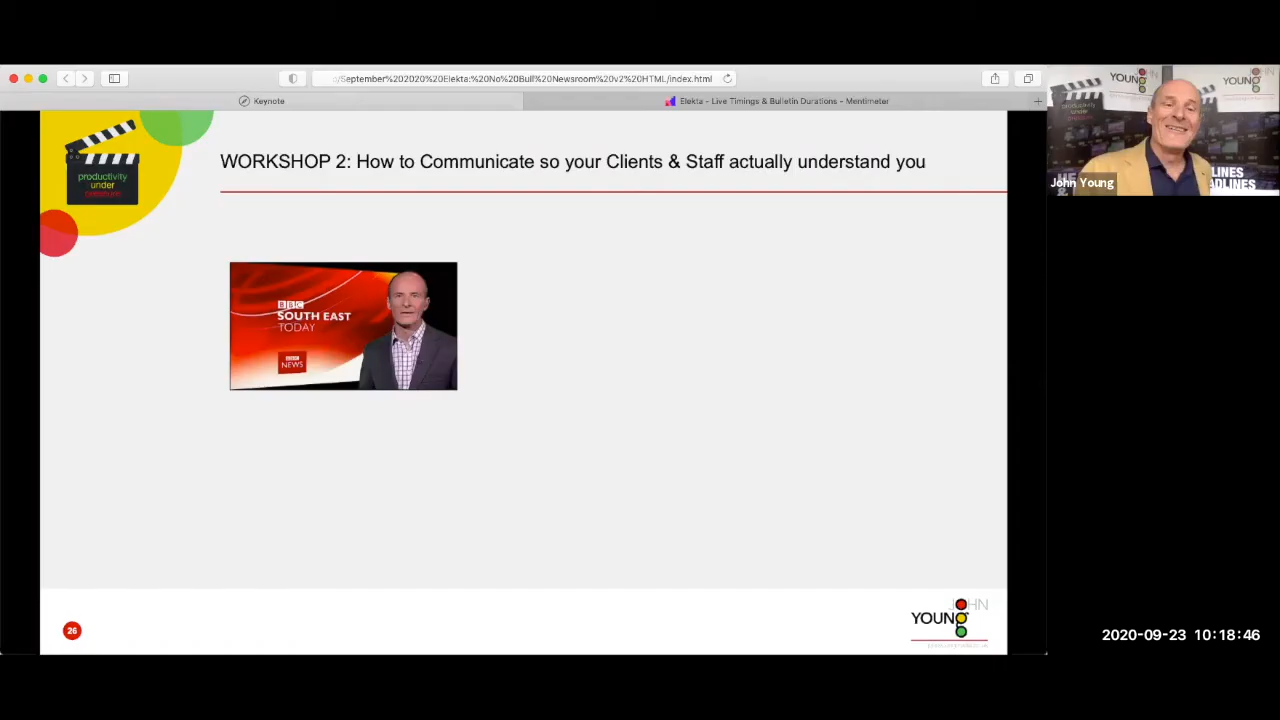 /September%202020%20Elekta:%20No%20Bull%20Newsroom%20v2%20HTML/index.html
Keynote
Elekta - Live Timings & Bulletin Durations - Mentimeter
productivity
under
WORKSHOP 2: How to Communicate so your Clients & Staff actually understand you
BBC
SOUTH EAST
TODAY
BBC
NEWS
26
JOHN
YOUNG
YOUNG
YOUNG
John Young
LINES
ADLINES
2020-09-23 10:18:46